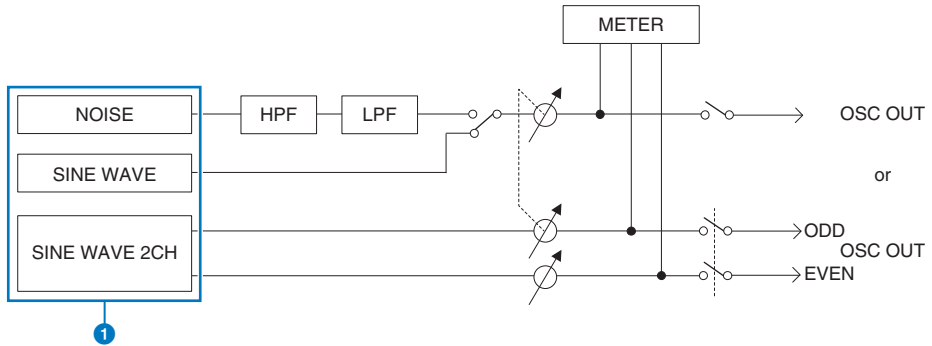 METER
NOISE
HPF
LPF
OSC OUT
SINE WAVE
or
SINE WAVE 2CH
ODD
OSC OUT
EVEN
1